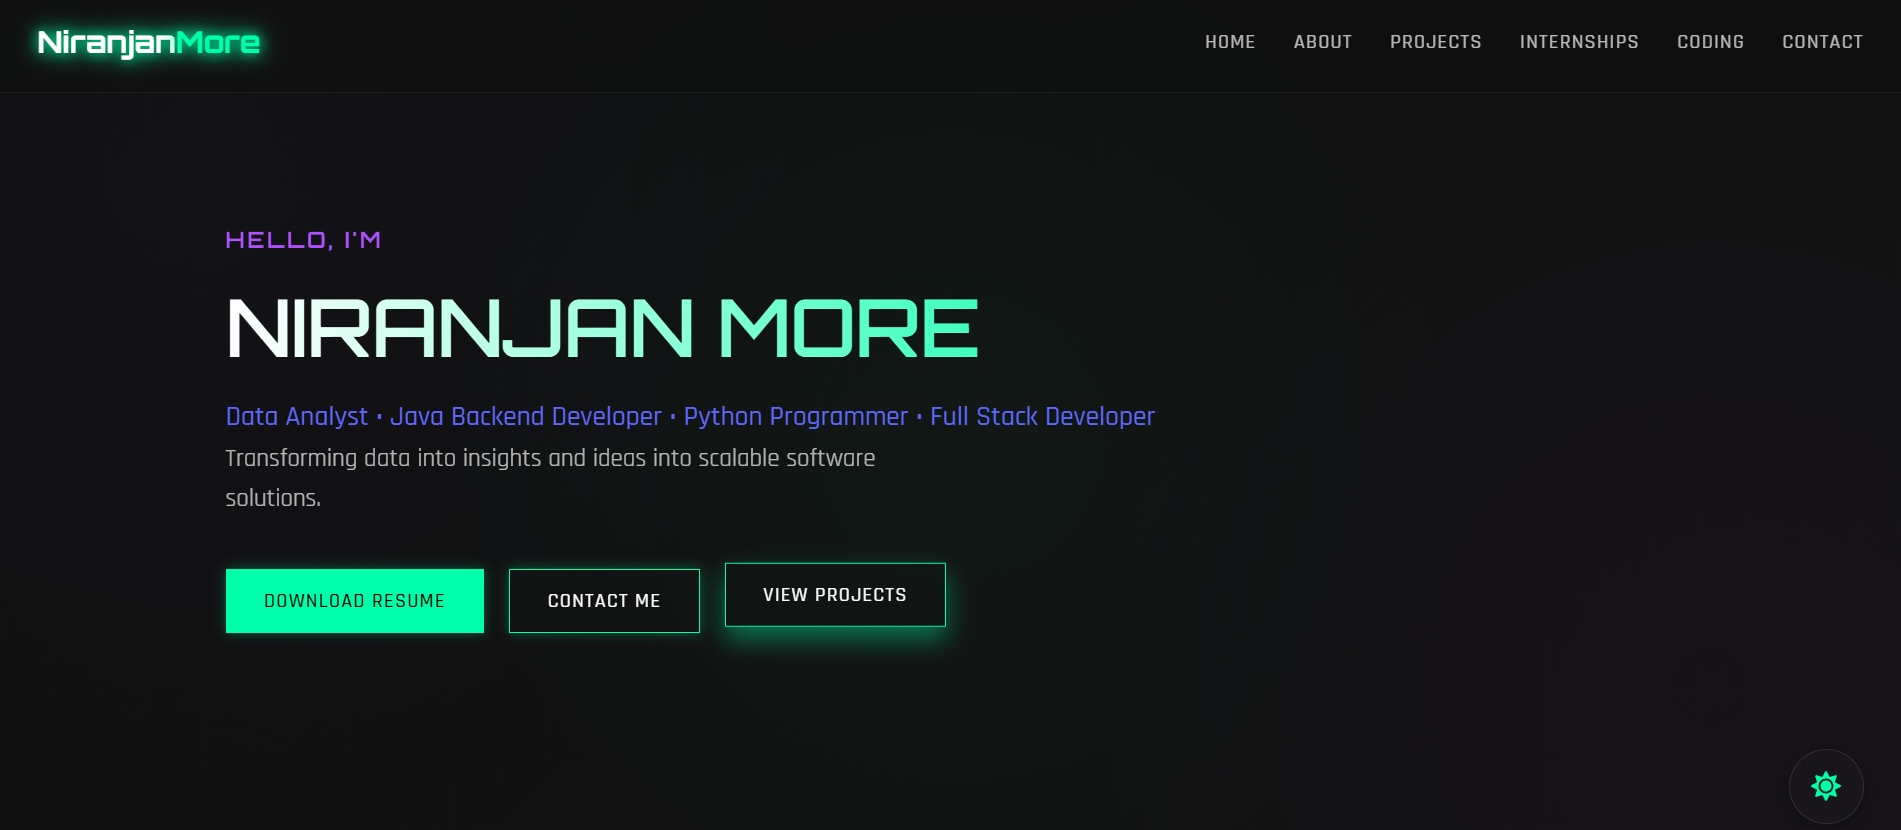 NiranjanMore
HOME ABOUT PROJECTS INTERNSHIPS CODING CONTACT
HELLO, I'M
NIRANJAN MORE
Data Analyst • Java Backend Developer • Python Programmer • Full Stack Developer
Transforming data into insights and ideas into scalable software
solutions.
DOWNLOAD RESUME CONTACT ME VIEW PROJECTS